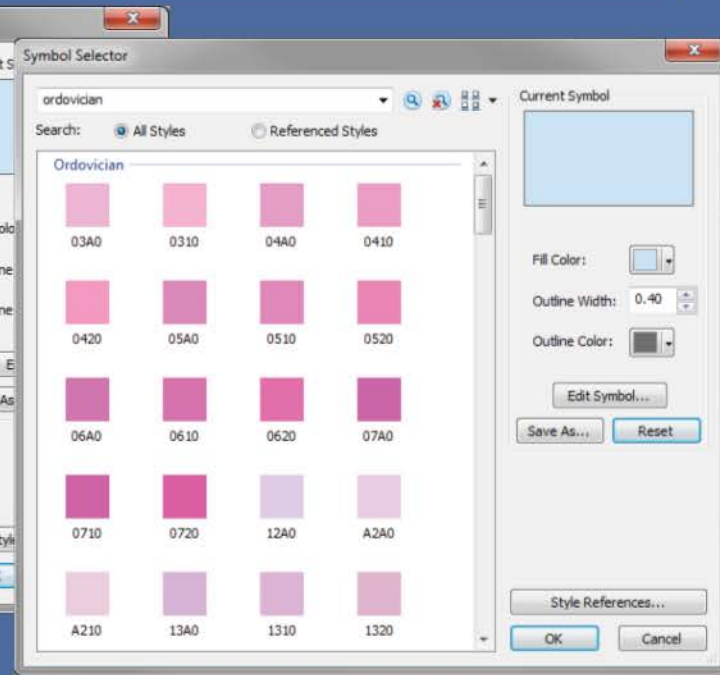 Symbol Selector
ordovician
Search: All Styles Referenced Styles
Ordovician
03A0 0310 04A0 0410
0420 05A0 0510 0520
06A0 0610 0620 07A0
0710 0720 12A0 A2A0
A210 13A0 1310 1320
Current Symbol
Fill Color:
Outline Width: 0.40
Outline Color:
Edit Symbol...
Save As... Reset
Style References...
OK Cancel